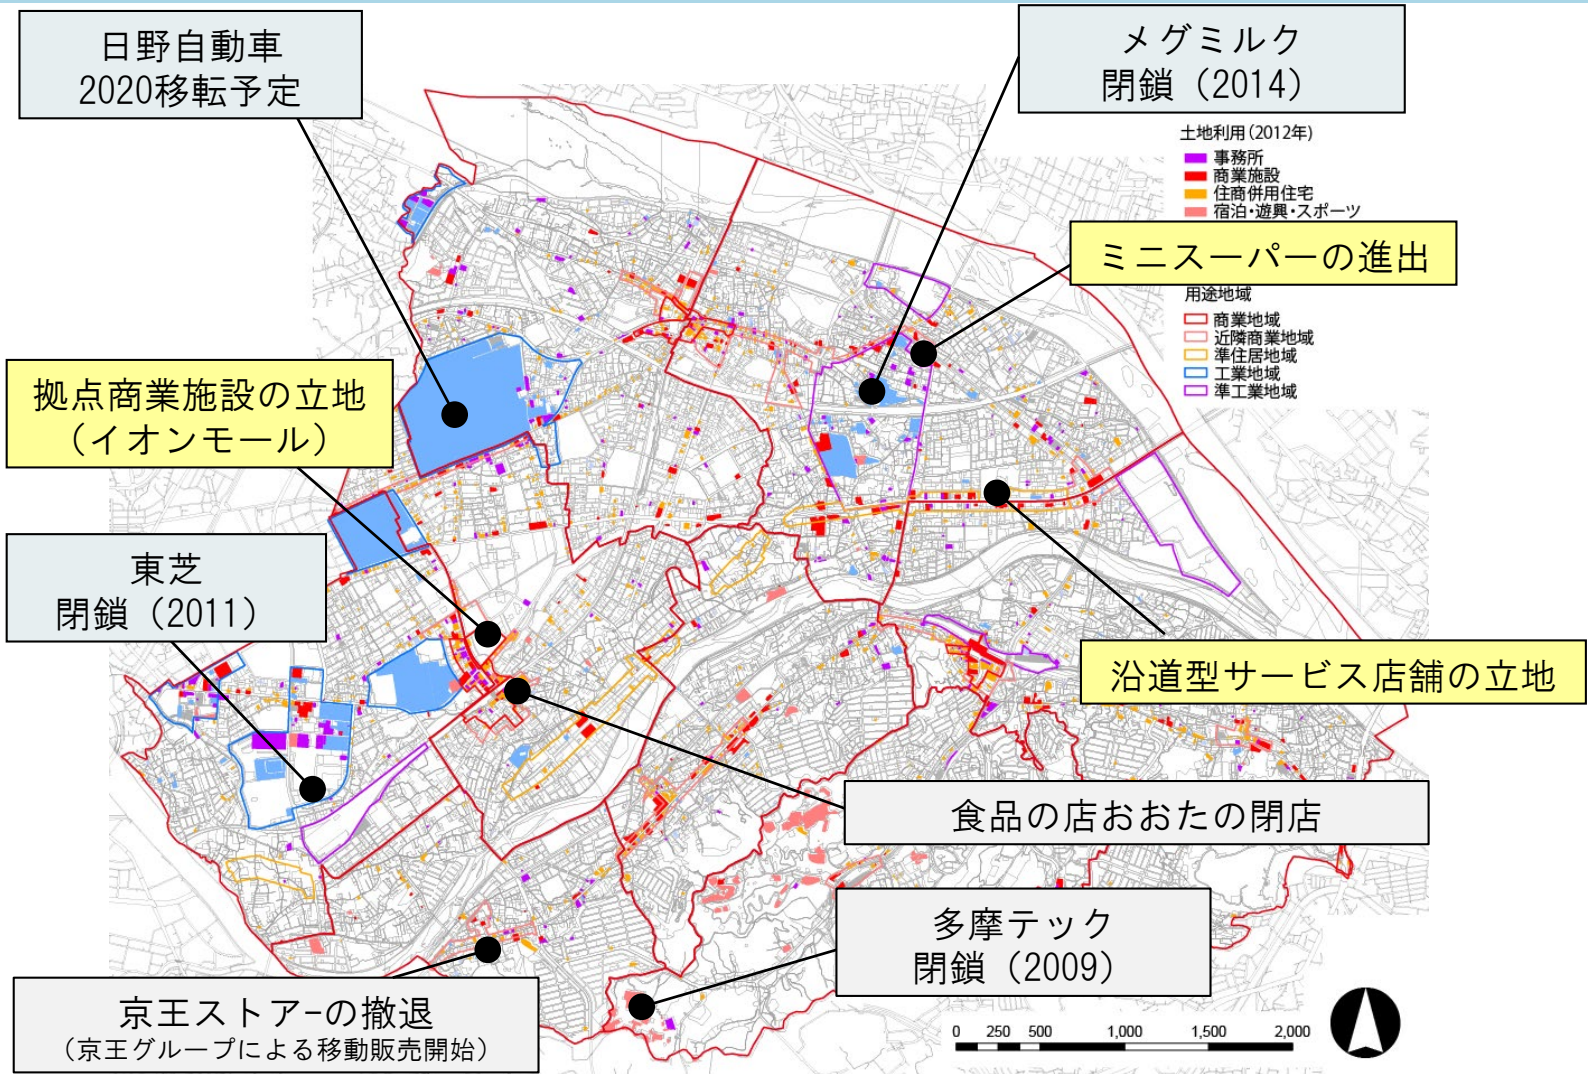 日野自動車
2020移転予定
メグミルク
閉鎖（2014）
土地利用(2012年)
事務所
商業施設
住商併用住宅
宿泊・遊興・スポーツ
ミニスーパーの進出
用途地域
商業地域
近隣商業地域
準住居地域
工業地域
準工業地域
拠点商業施設の立地
（イオンモール）
東芝
閉鎖（2011）
沿道型サービス店舗の立地
食品の店おおたの閉店
多摩テック
閉鎖（2009）
京王ストアｰの撤退
（京王グループによる移動販売開始）
0 250 500 1,000 1,500 2,000